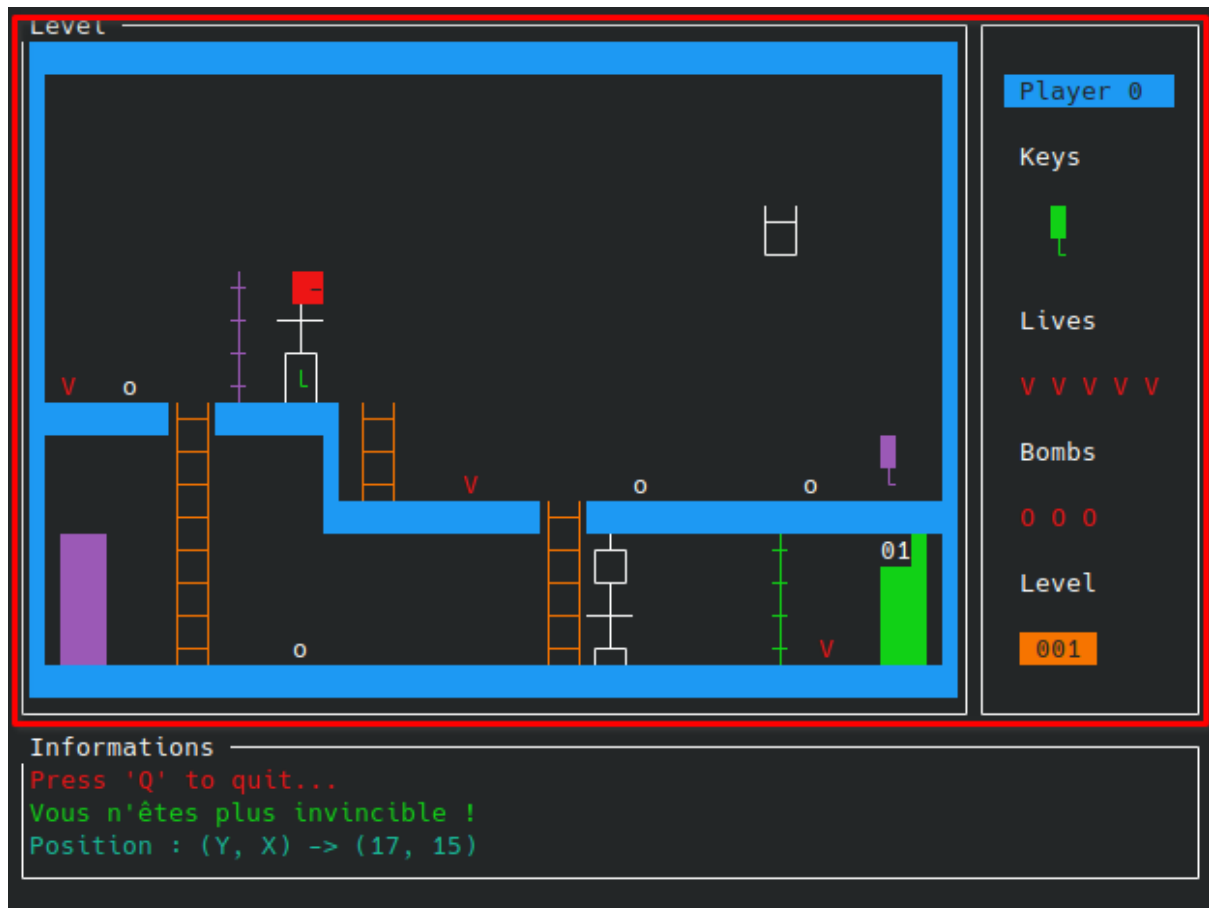 Level
Player 0
Keys
Lives
V V V V V
Bombs
O O O
Level
001
V o
V o o
01
o V
Informations
Press 'Q' to quit...
Vous n'êtes plus invincible !
Position : (Y, X) -> (17, 15)